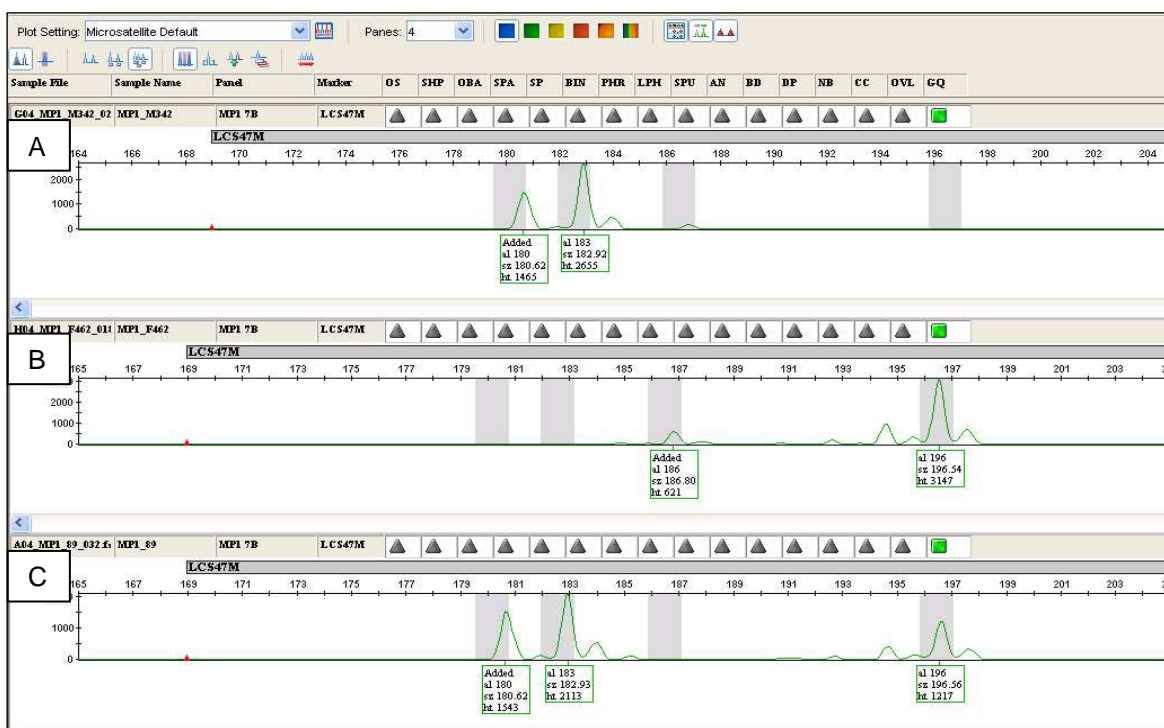 Plot Setting: Microsatellite Default Panes: 4
Sample File Sample Name Panel Marker OS SHP OBA SPA SP BIN PHR LPH SPU AN BD DP NB CC OVL GQ
G04_MP1_M342_02 MP1_M342 MP1 7B LCS47M
A
LCS47M
164 166 168 170 172 174 176 178 180 182 184 186 188 190 192 194 196 198 200 202 204
2000
1000
0
Added
al 180
sz 180.62
ht 1465
al 183
sz 182.92
ht 2655
H04_MP1_F462_01 MP1_F462 MP1 7B LCS47M
B
LCS47M
165 167 169 171 173 175 177 179 181 183 185 187 189 191 193 195 197 199 201 203
2000
1000
0
Added
al 186
sz 186.80
ht 621
al 196
sz 196.54
ht 3147
A04_MP1_89_032.f MP1_89 MP1 7B LCS47M
C
LCS47M
165 167 169 171 173 175 177 179 181 183 185 187 189 191 193 195 197 199 201 203
1000
0
Added
al 180
sz 180.62
ht 1543
al 183
sz 182.93
ht 2113
al 196
sz 196.56
ht 1217